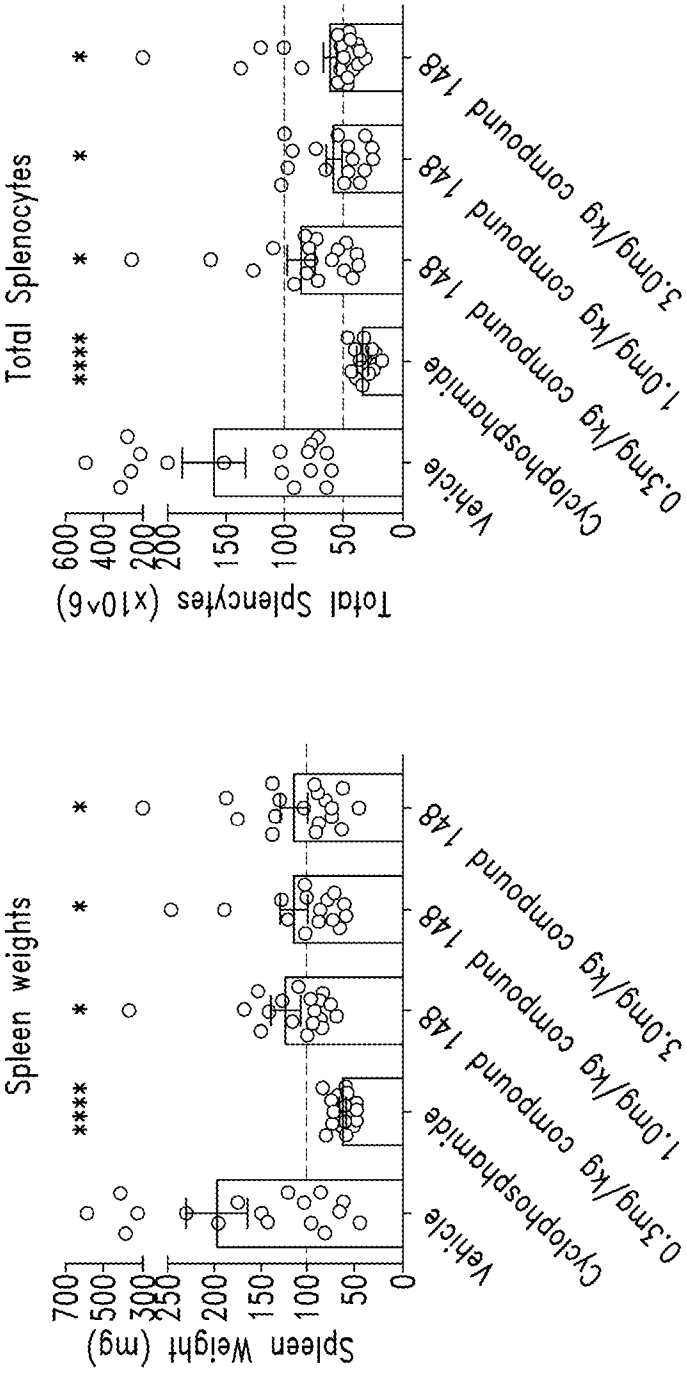 Spleen weights
Spleen Weight (mg)
700
500
300
250
200
150
100
50
0
****
*
*
*
Vehicle
Cyclophosphamide
0.3mg/kg compound 148
1.0mg/kg compound 148
3.0mg/kg compound 148
Total Splenocytes
Total Splencytes (x10^6)
600
400
200
200
150
100
50
0
****
*
*
*
Vehicle
Cyclophosphamide
0.3mg/kg compound 148
1.0mg/kg compound 148
3.0mg/kg compound 148